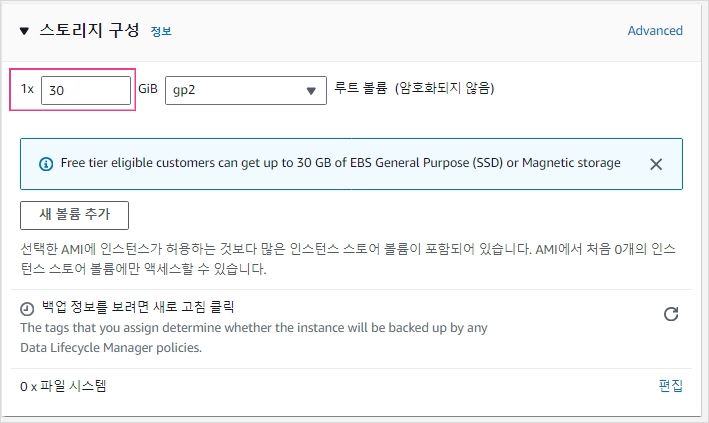 ▼ 스토리지 구성 정보 Advanced
1x 30 GiB gp2 루트 볼륨 (암호화되지 않음)
Free tier eligible customers can get up to 30 GB of EBS General Purpose (SSD) or Magnetic storage
새 볼륨 추가
선택한 AMI에 인스턴스가 허용하는 것보다 많은 인스턴스 스토어 볼륨이 포함되어 있습니다. AMI에서 처음 0개의 인스
턴스 스토어 볼륨에만 액세스할 수 있습니다.
백업 정보를 보려면 새로 고침 클릭
The tags that you assign determine whether the instance will be backed up by any
Data Lifecycle Manager policies.
0 x 파일 시스템 편집